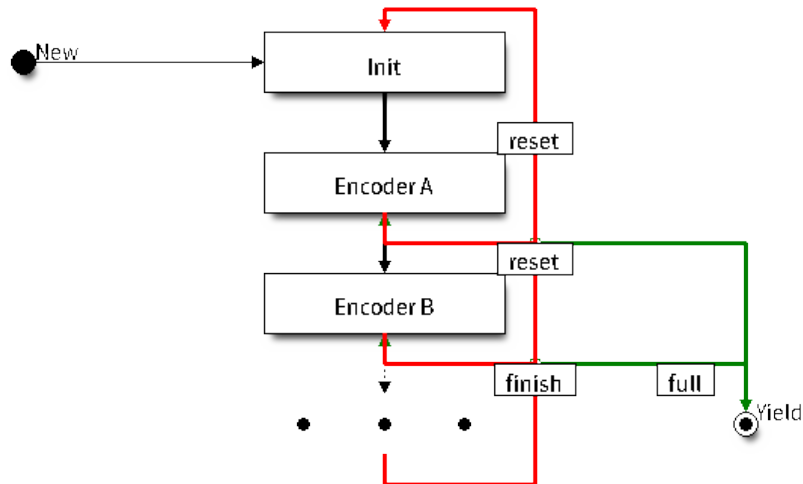 New
Init
reset
Encoder A
reset
Encoder B
finish
full
Yield